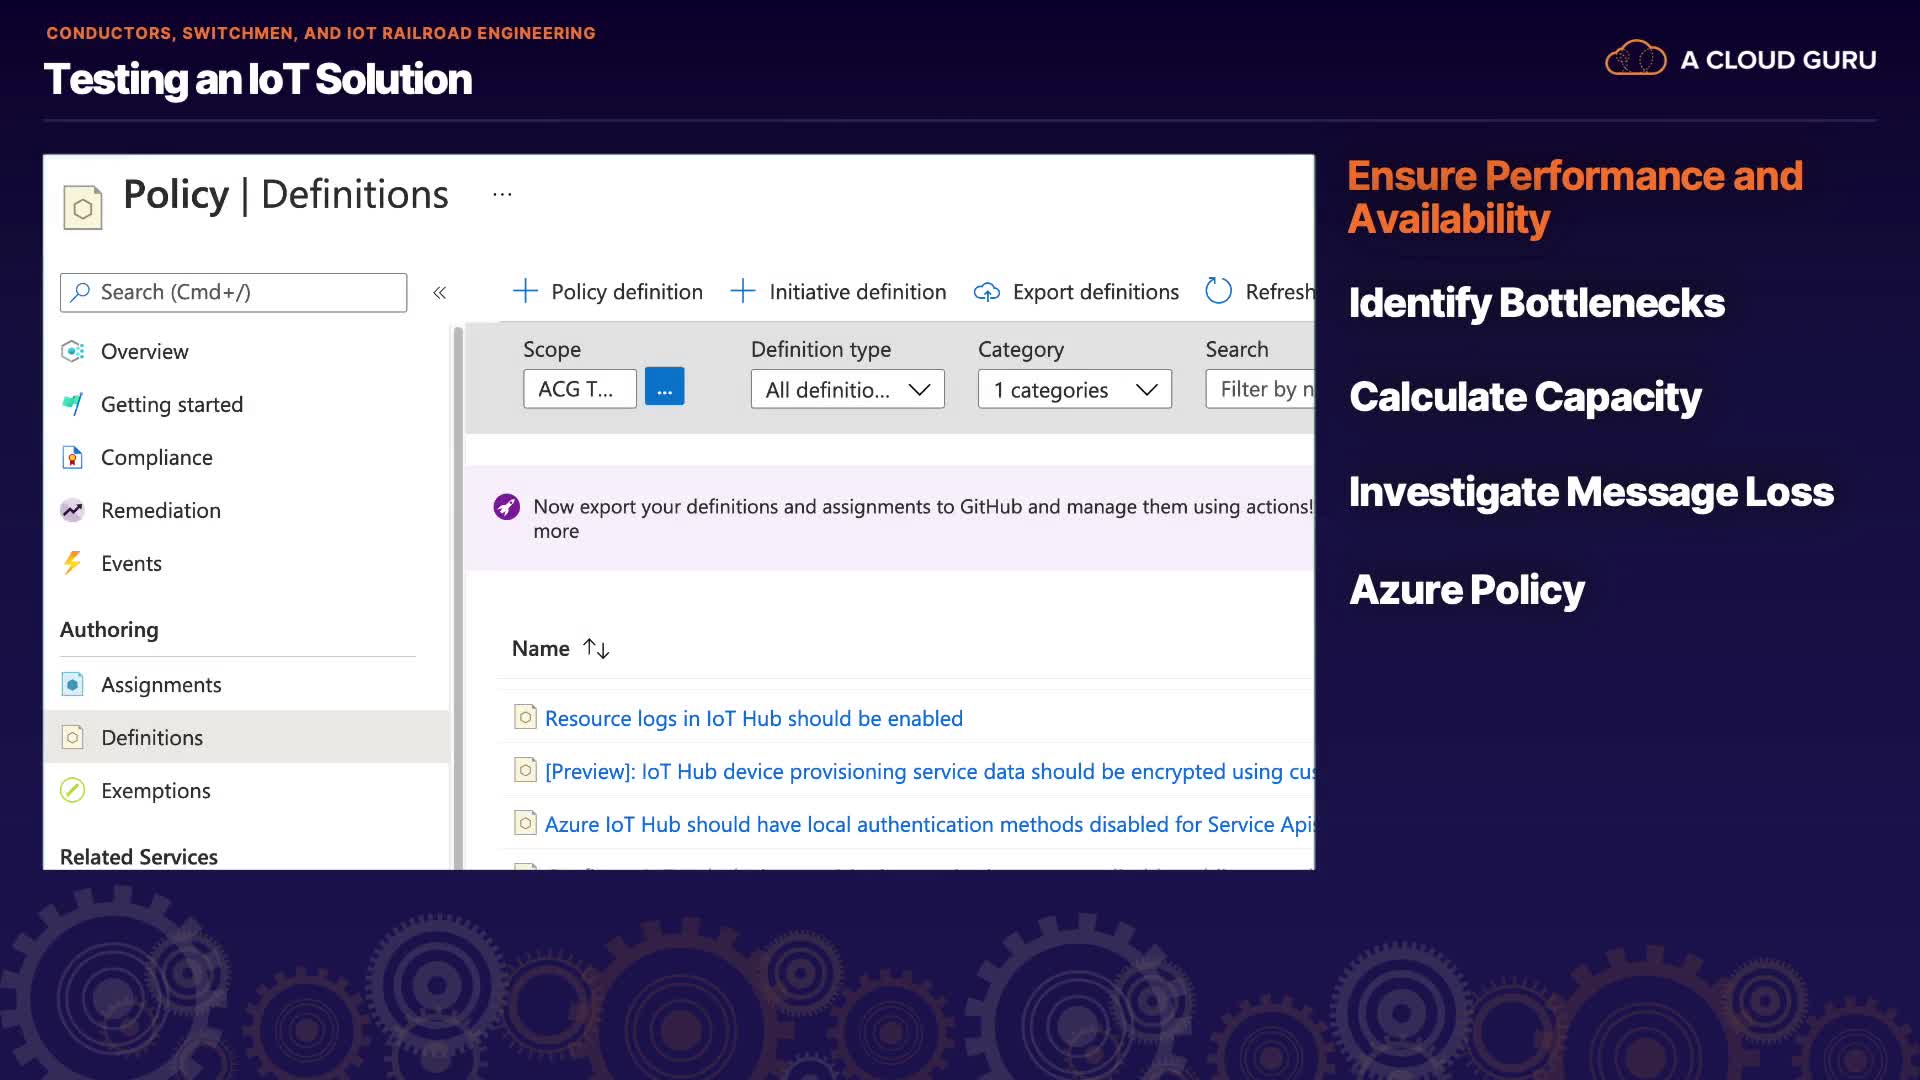 CONDUCTORS, SWITCHMEN, AND IOT RAILROAD ENGINEERING
Testing an IoT Solution
A CLOUD GURU
Policy | Definitions ...
Search (Cmd+/)
«
Overview
Getting started
Compliance
Remediation
Events
Authoring
Assignments
Definitions
Exemptions
Related Services
+ Policy definition + Initiative definition Export definitions Refresh
Scope Definition type Category Search
ACG T... ... All definitio... 1 categories Filter by n
Now export your definitions and assignments to GitHub and manage them using actions!
more
Name ↑↓
Resource logs in IoT Hub should be enabled
[Preview]: IoT Hub device provisioning service data should be encrypted using cus
Azure IoT Hub should have local authentication methods disabled for Service Apis
Ensure Performance and
Availability
Identify Bottlenecks
Calculate Capacity
Investigate Message Loss
Azure Policy